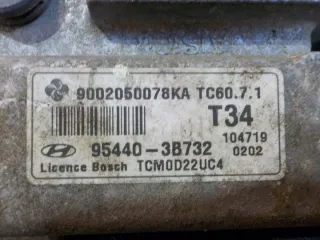 9002050078KA TC60.7.1
T34
104719
95440-3B732 0202
Licence Bosch TCM0D22UC4